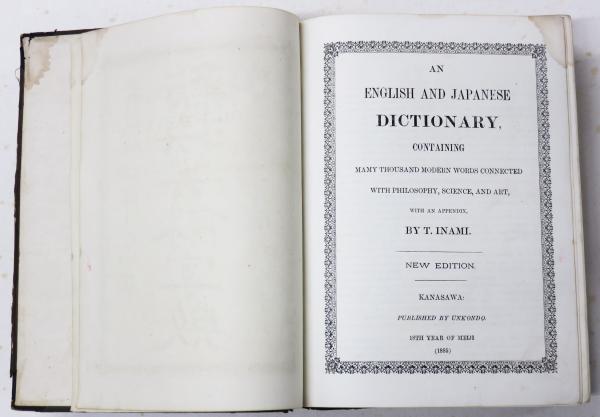 AN
ENGLISH AND JAPANESE
DICTIONARY,
CONTAINING
MAMY THOUSAND MODERN WORDS CONNECTED
WITH PHILOSOPHY, SCIENCE, AND ART,
WITH AN APPENDIX,
BY T. INAMI.
NEW EDITION.
KANASAWA:
PUBLISHED BY UNKONDO.
18TH YEAR OF MEIJI
(1885)